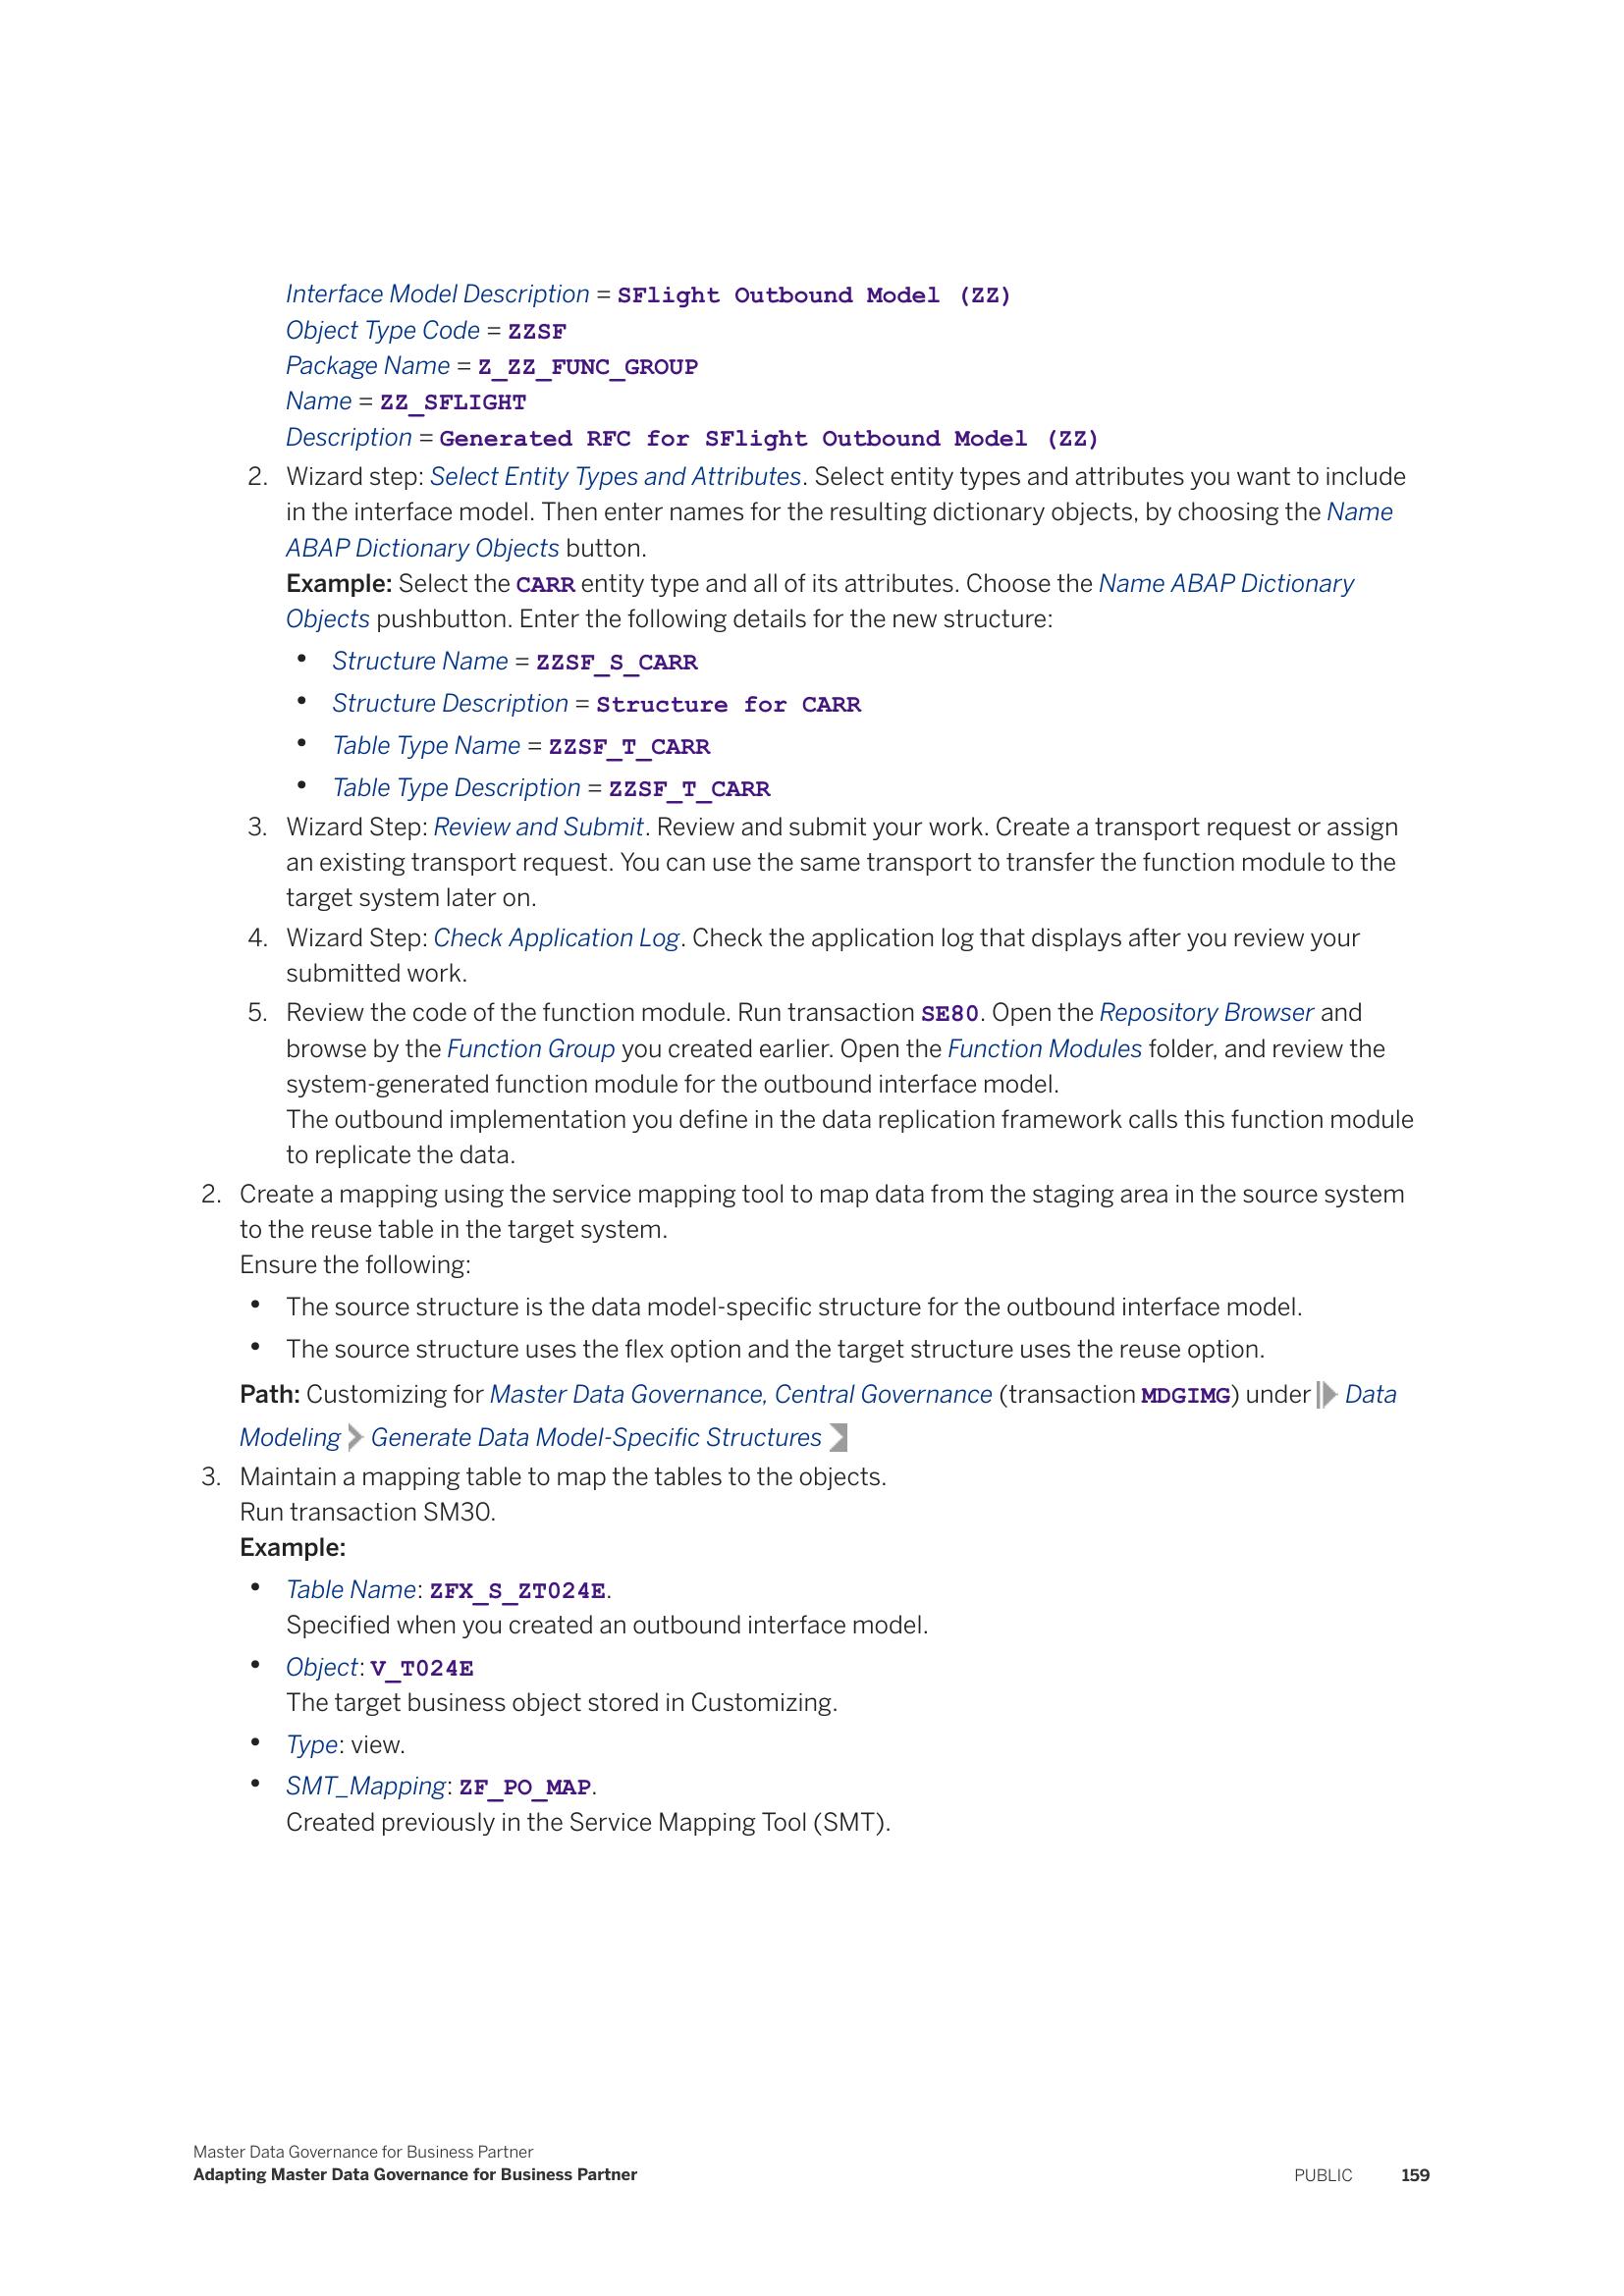 Interface Model Description = SFlight Outbound Model (ZZ)
Object Type Code = ZZSF
Package Name = Z_ZZ_FUNC_GROUP
Name = ZZ_SFLIGHT
Description = Generated RFC for SFlight Outbound Model (ZZ)
2. Wizard step: Select Entity Types and Attributes. Select entity types and attributes you want to include
in the interface model. Then enter names for the resulting dictionary objects, by choosing the Name
ABAP Dictionary Objects button.
Example: Select the CARR entity type and all of its attributes. Choose the Name ABAP Dictionary
Objects pushbutton. Enter the following details for the new structure:
• Structure Name = ZZSF_S_CARR
• Structure Description = Structure for CARR
• Table Type Name = ZZSF_T_CARR
• Table Type Description = ZZSF_T_CARR
3. Wizard Step: Review and Submit. Review and submit your work. Create a transport request or assign
an existing transport request. You can use the same transport to transfer the function module to the
target system later on.
4. Wizard Step: Check Application Log. Check the application log that displays after you review your
submitted work.
5. Review the code of the function module. Run transaction SE80. Open the Repository Browser and
browse by the Function Group you created earlier. Open the Function Modules folder, and review the
system-generated function module for the outbound interface model.
The outbound implementation you define in the data replication framework calls this function module
to replicate the data.
2. Create a mapping using the service mapping tool to map data from the staging area in the source system
to the reuse table in the target system.
Ensure the following:
• The source structure is the data model-specific structure for the outbound interface model.
• The source structure uses the flex option and the target structure uses the reuse option.
Path: Customizing for Master Data Governance, Central Governance (transaction MDGIMG) under Data
Modeling Generate Data Model-Specific Structures
3. Maintain a mapping table to map the tables to the objects.
Run transaction SM30.
Example:
• Table Name: ZFX_S_ZT024E.
Specified when you created an outbound interface model.
• Object: V_T024E
The target business object stored in Customizing.
• Type: view.
• SMT_Mapping: ZF_PO_MAP.
Created previously in the Service Mapping Tool (SMT).
Master Data Governance for Business Partner
Adapting Master Data Governance for Business Partner
PUBLIC 159